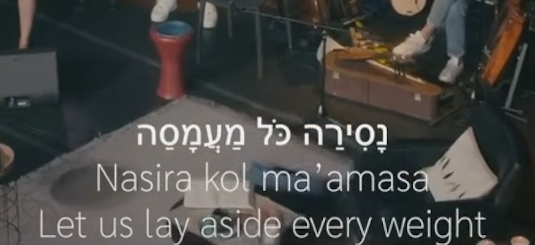 נָסִירַה כֹּל מַעֲמָסַה
Nasira kol ma’amasa
Let us lay aside every weight